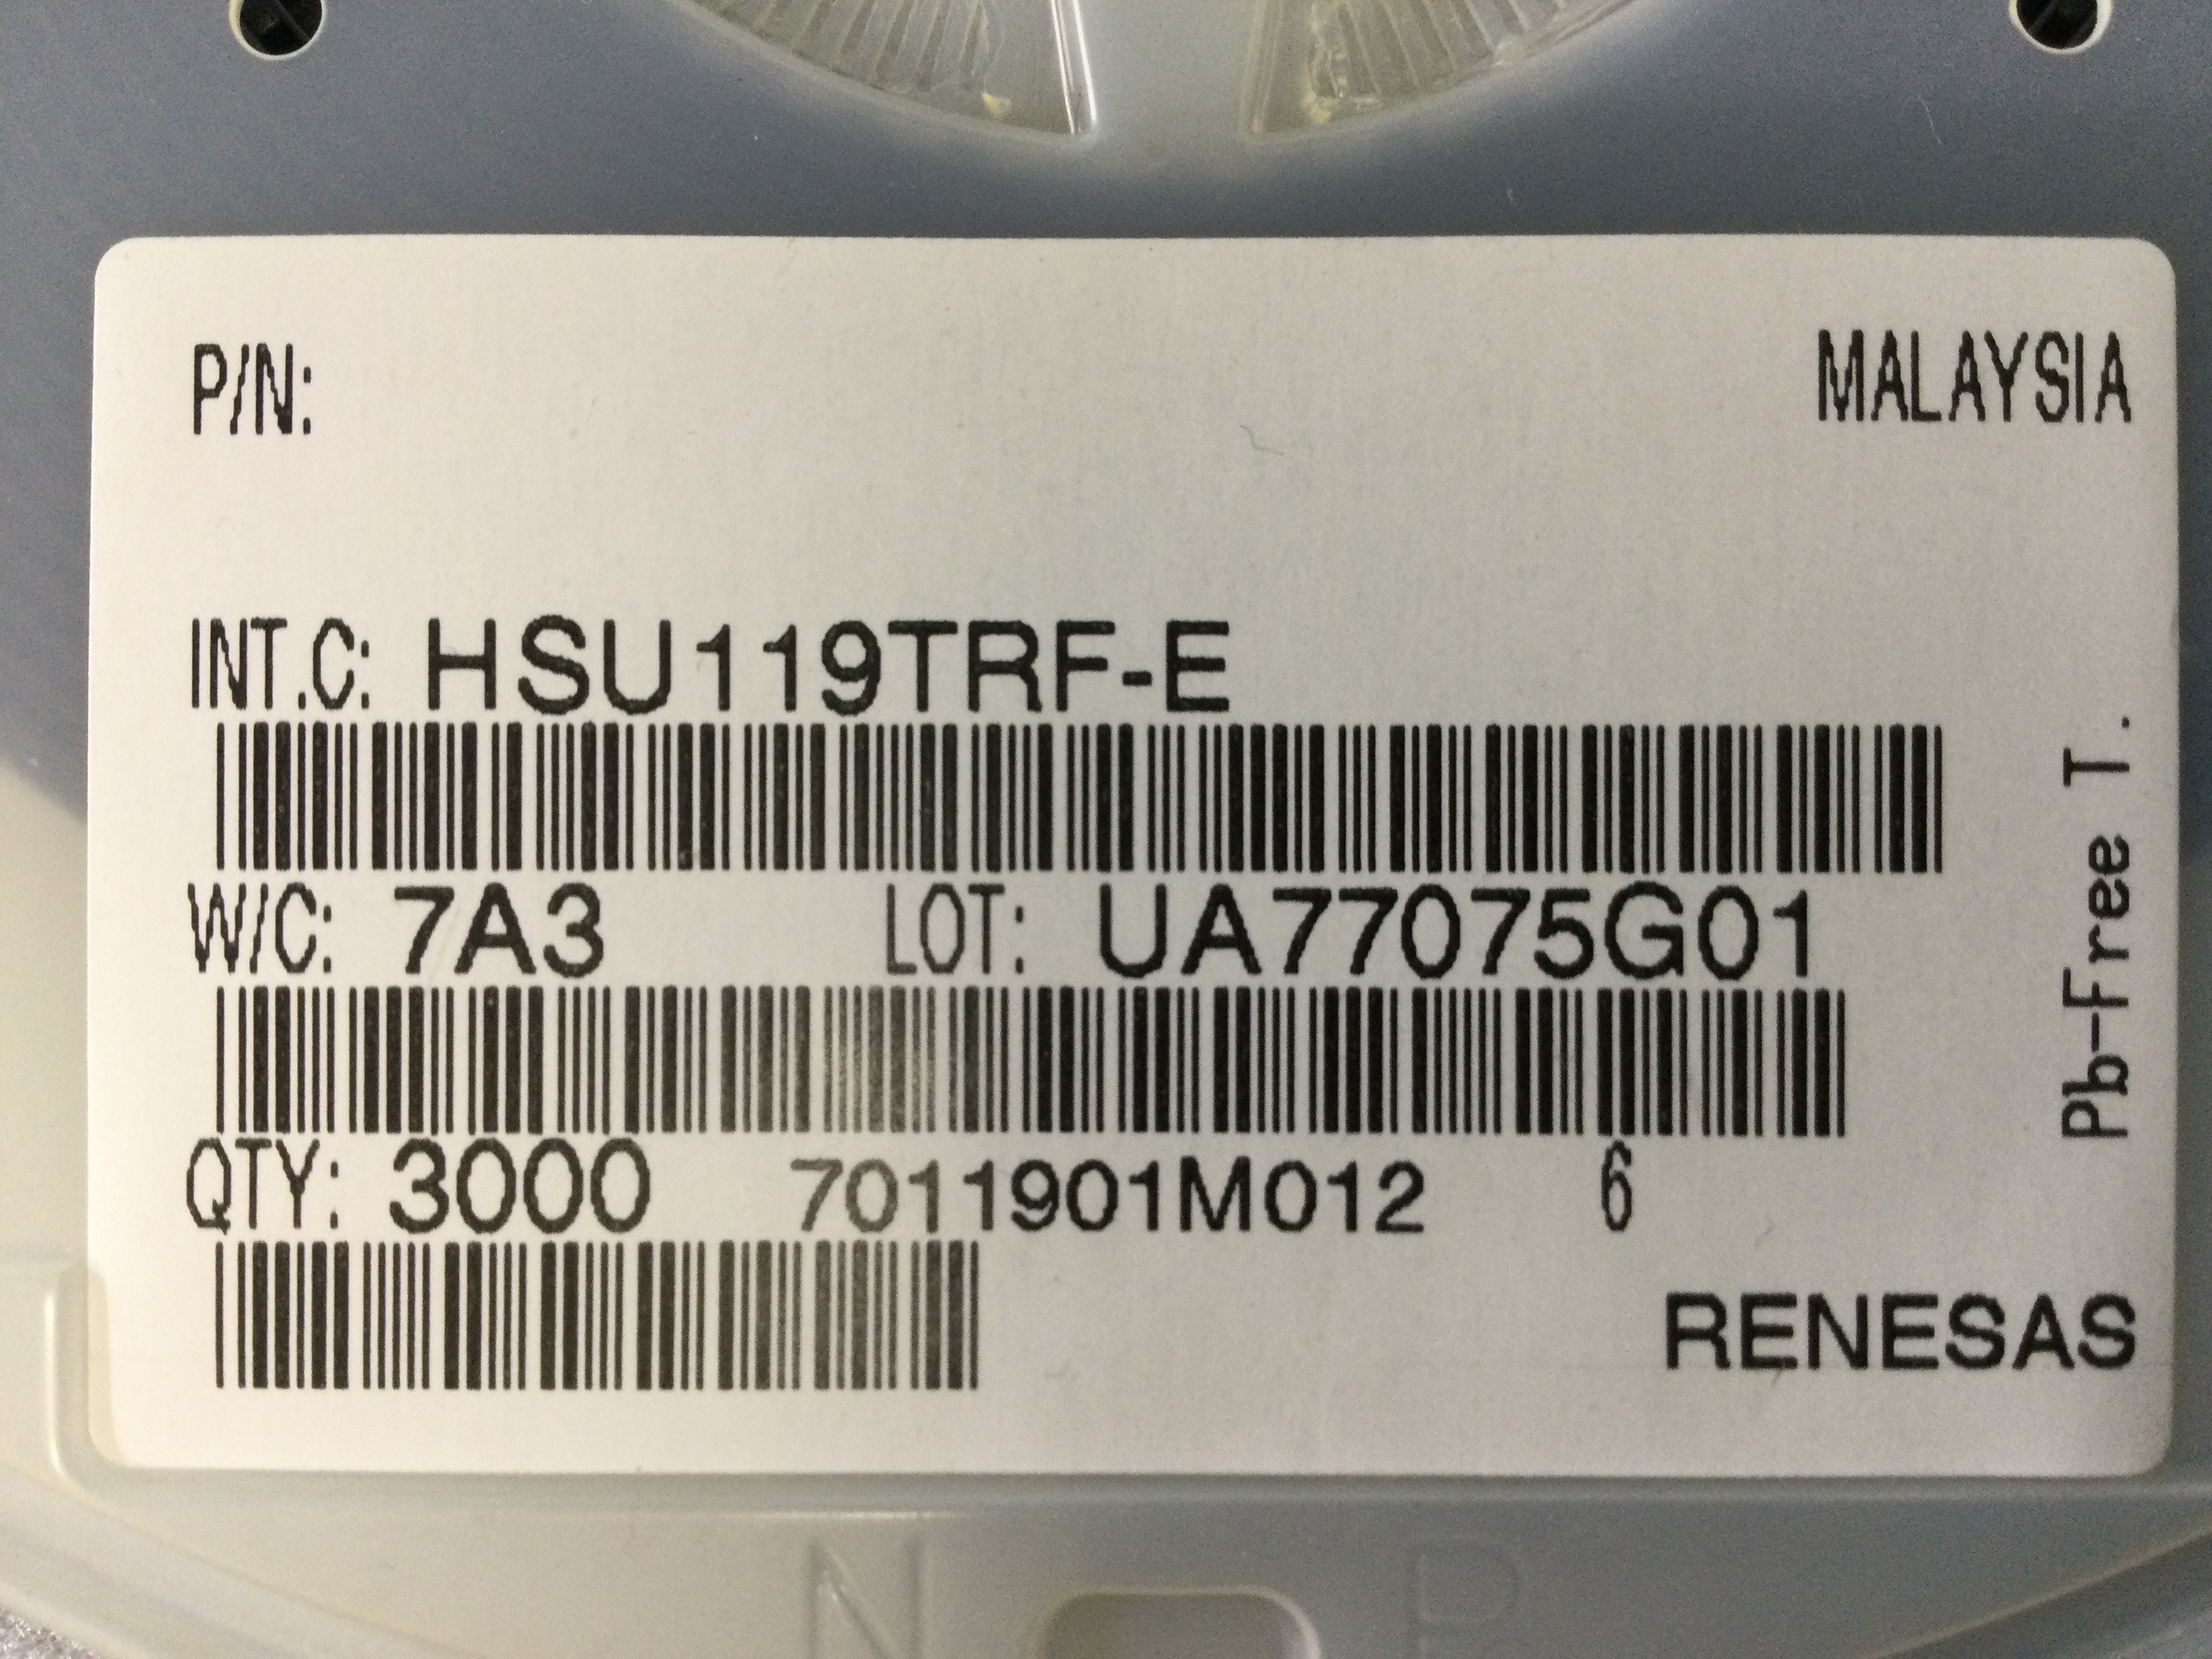 P/N: MALAYSIA
INT.C: HSU119TRF-E
W/C: 7A3 LOT: UA77075G01
QTY: 3000 7011901M012 6
RENESAS
Pb-Free T.
N P